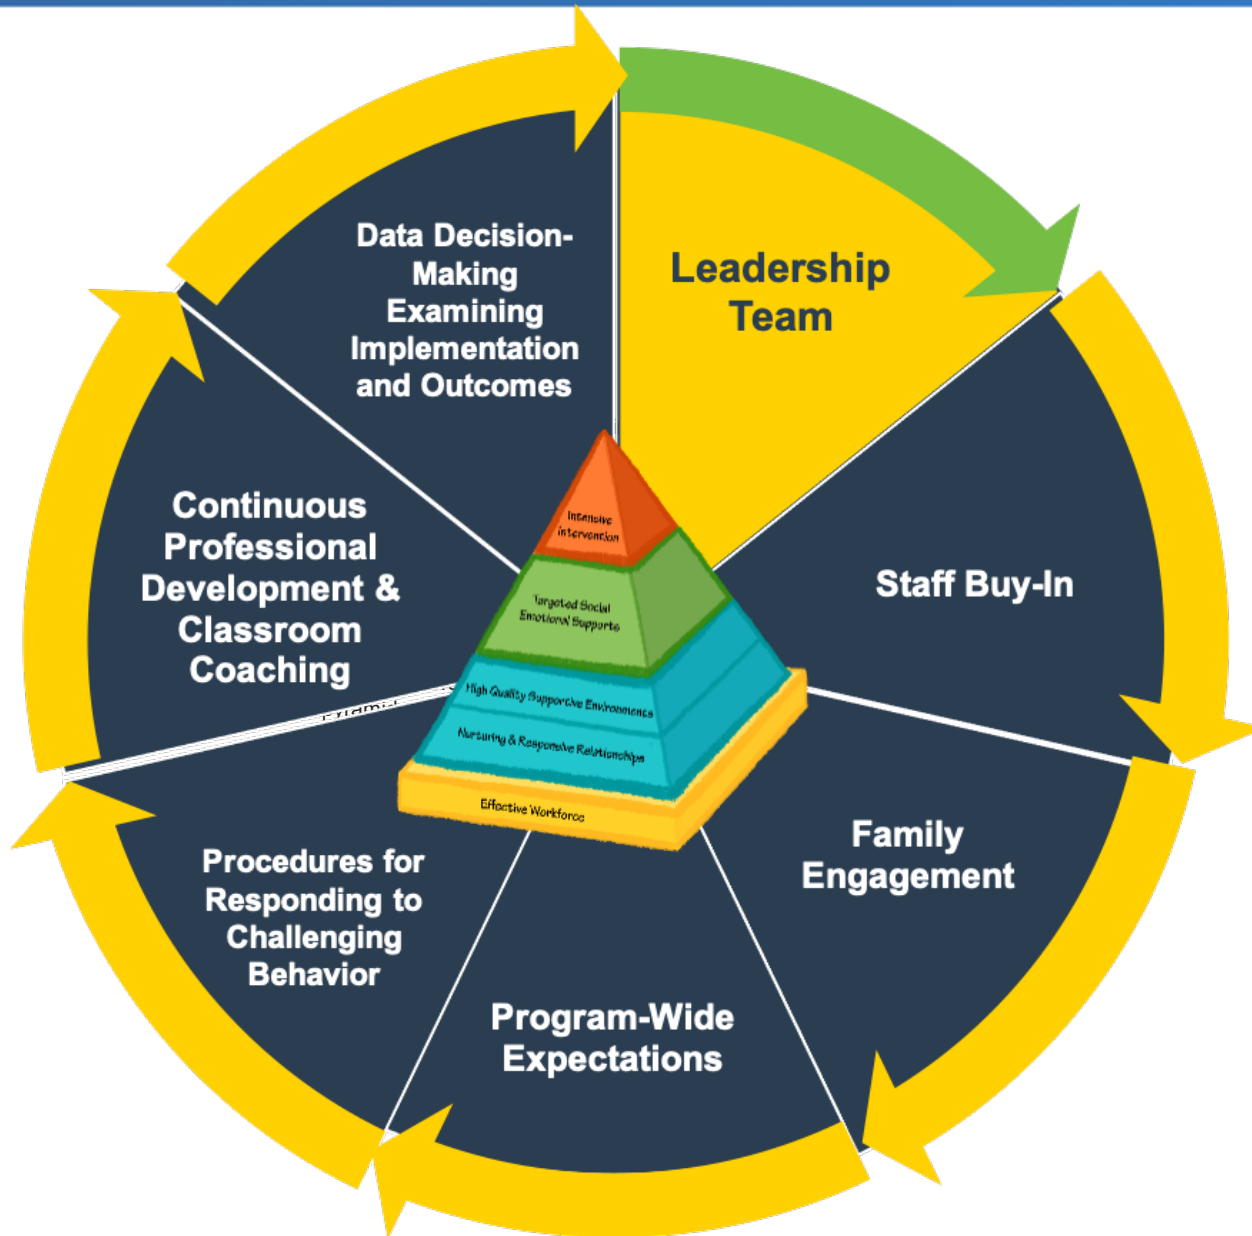 Leadership
Team
Staff Buy-In
Family
Engagement
Program-Wide
Expectations
Procedures for
Responding to
Challenging
Behavior
Continuous
Professional
Development &
Classroom
Coaching
Data Decision-
Making
Examining
Implementation
and Outcomes
Intensive
Intervention
Targeted Social
Emotional Supports
High Quality Supportive Environments
Nurturing & Responsive Relationships
Effective Workforce